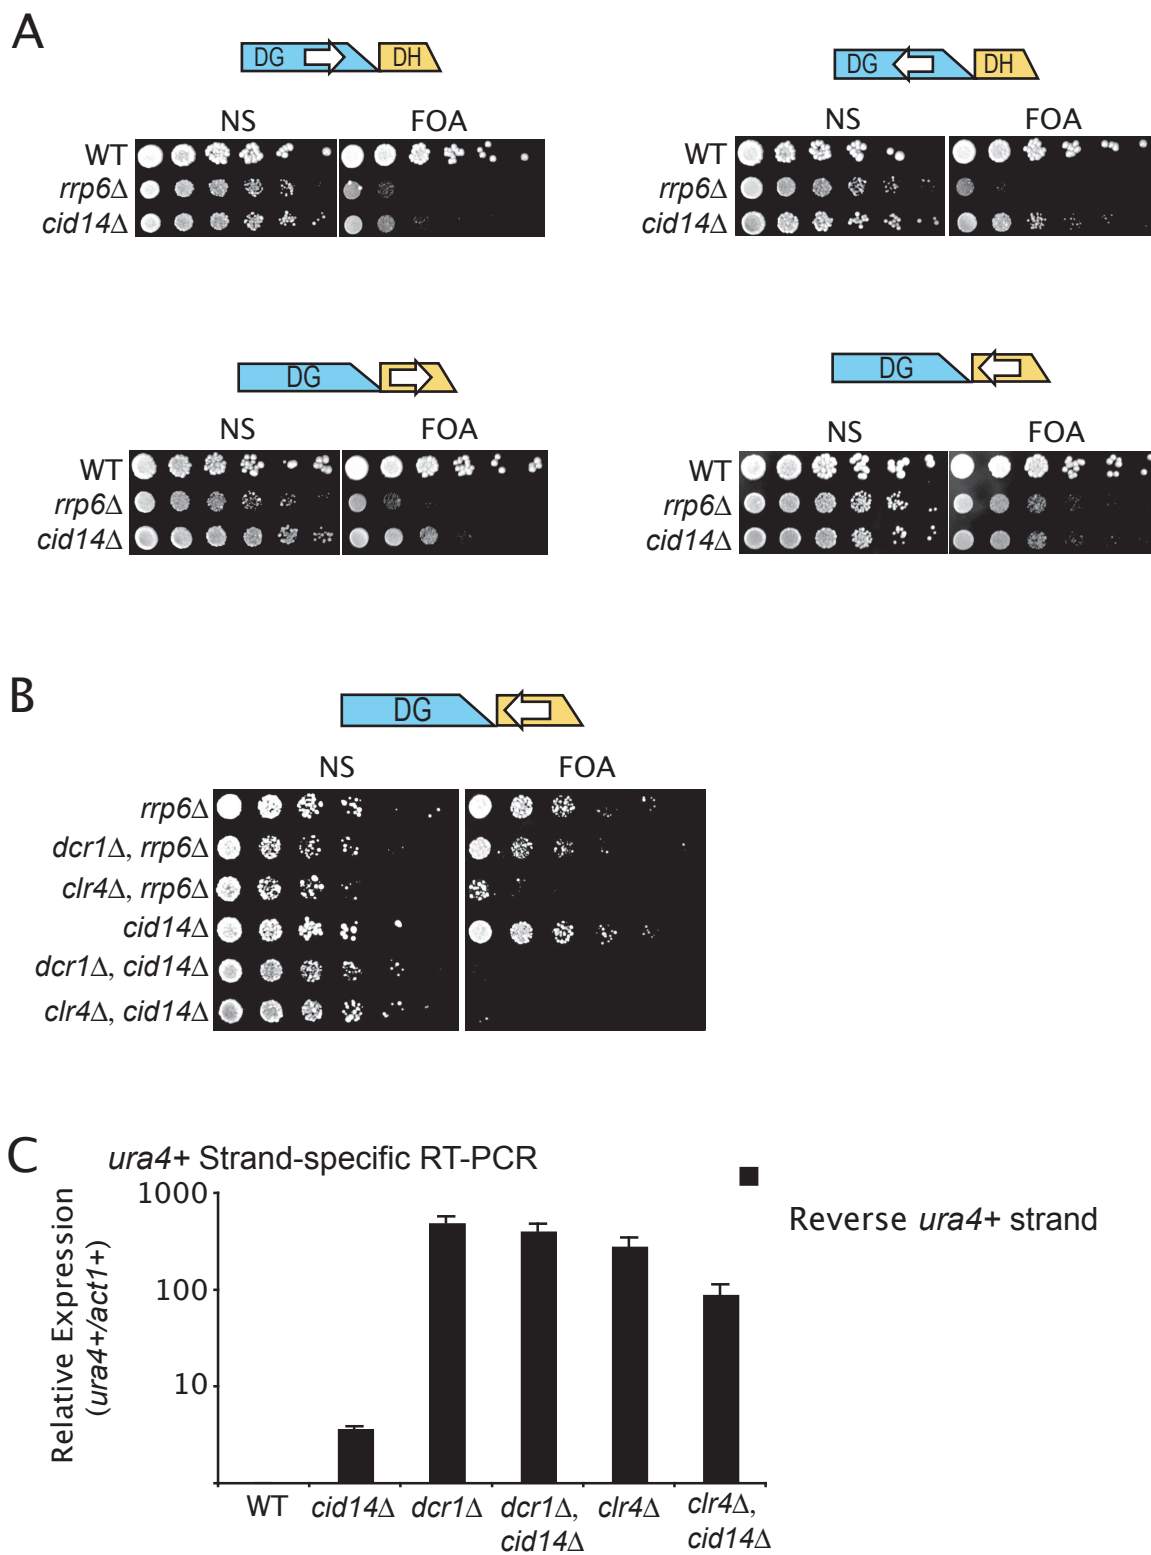 A
DG DH
DG DH
NS FOA
NS FOA
WT
rrp6Δ
cid14Δ
WT
rrp6Δ
cid14Δ
DG
DG
NS FOA
NS FOA
WT
rrp6Δ
cid14Δ
WT
rrp6Δ
cid14Δ
B
DG
NS FOA
rrp6Δ
dcr1Δ, rrp6Δ
clr4Δ, rrp6Δ
cid14Δ
dcr1Δ, cid14Δ
clr4Δ, cid14Δ
C
ura4+ Strand-specific RT-PCR
Reverse ura4+ strand
Relative Expression
(ura4+/act1+)
1000
100
10
WT
cid14Δ
dcr1Δ
dcr1Δ,
cid14Δ
clr4Δ
clr4Δ,
cid14Δ